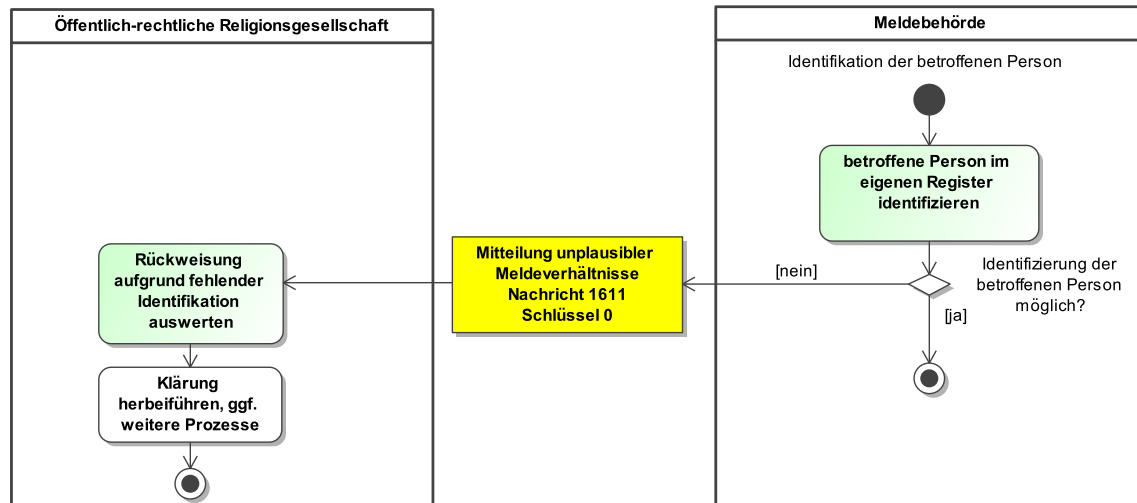 Öffentlich-rechtliche Religionsgesellschaft
Meldebehörde
Identifikation der betroffenen Person
betroffene Person im
eigenen Register
identifizieren
Identifizierung der
betroffenen Person
möglich?
[nein]
[ja]
Mitteilung unplausibler
Meldeverhältnisse
Nachricht 1611
Schlüssel 0
Rückweisung
aufgrund fehlender
Identifikation
auswerten
Klärung
herbeiführen, ggf.
weitere Prozesse